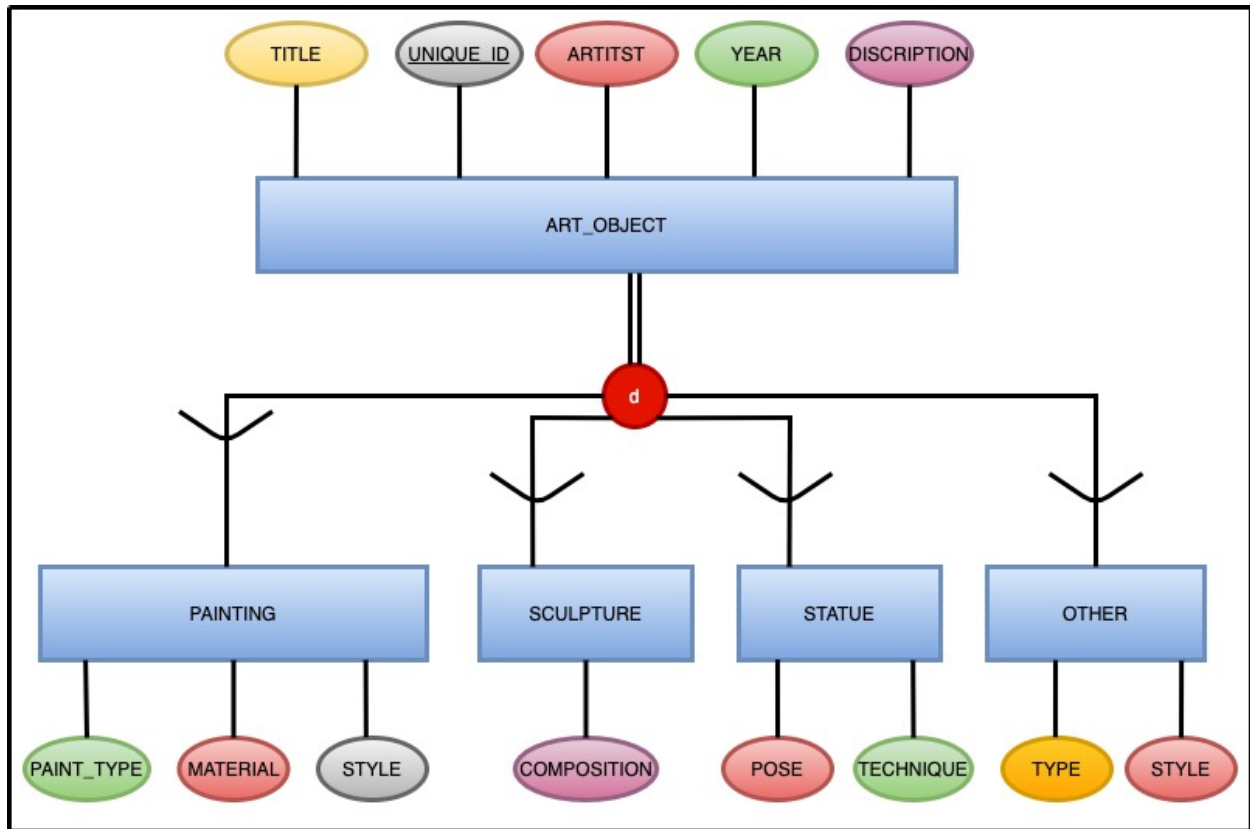 TITLE
UNIQUE_ID
ARTITST
YEAR
DISCRIPTION
ART_OBJECT
d
PAINTING
SCULPTURE
STATUE
OTHER
PAINT_TYPE
MATERIAL
STYLE
COMPOSITION
POSE
TECHNIQUE
TYPE
STYLE